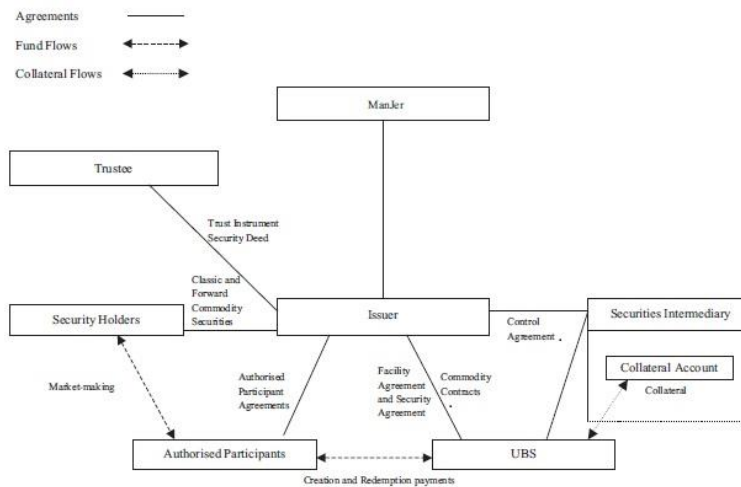 Agreements
Fund Flows
Collateral Flows
ManJer
Trustee
Trust Instrument
Security Deed
Classic and
Forward
Commodity
Securities
Security Holders
Issuer
Securities Intermediary
Control
Agreement .
Collateral Account
Collateral
Market-making
Authorised
Participant
Agreements
Facility
Agreement
and Security
Agreement
Commodity
Contracts
.
Authorised Participants
UBS
Creation and Redemption payments